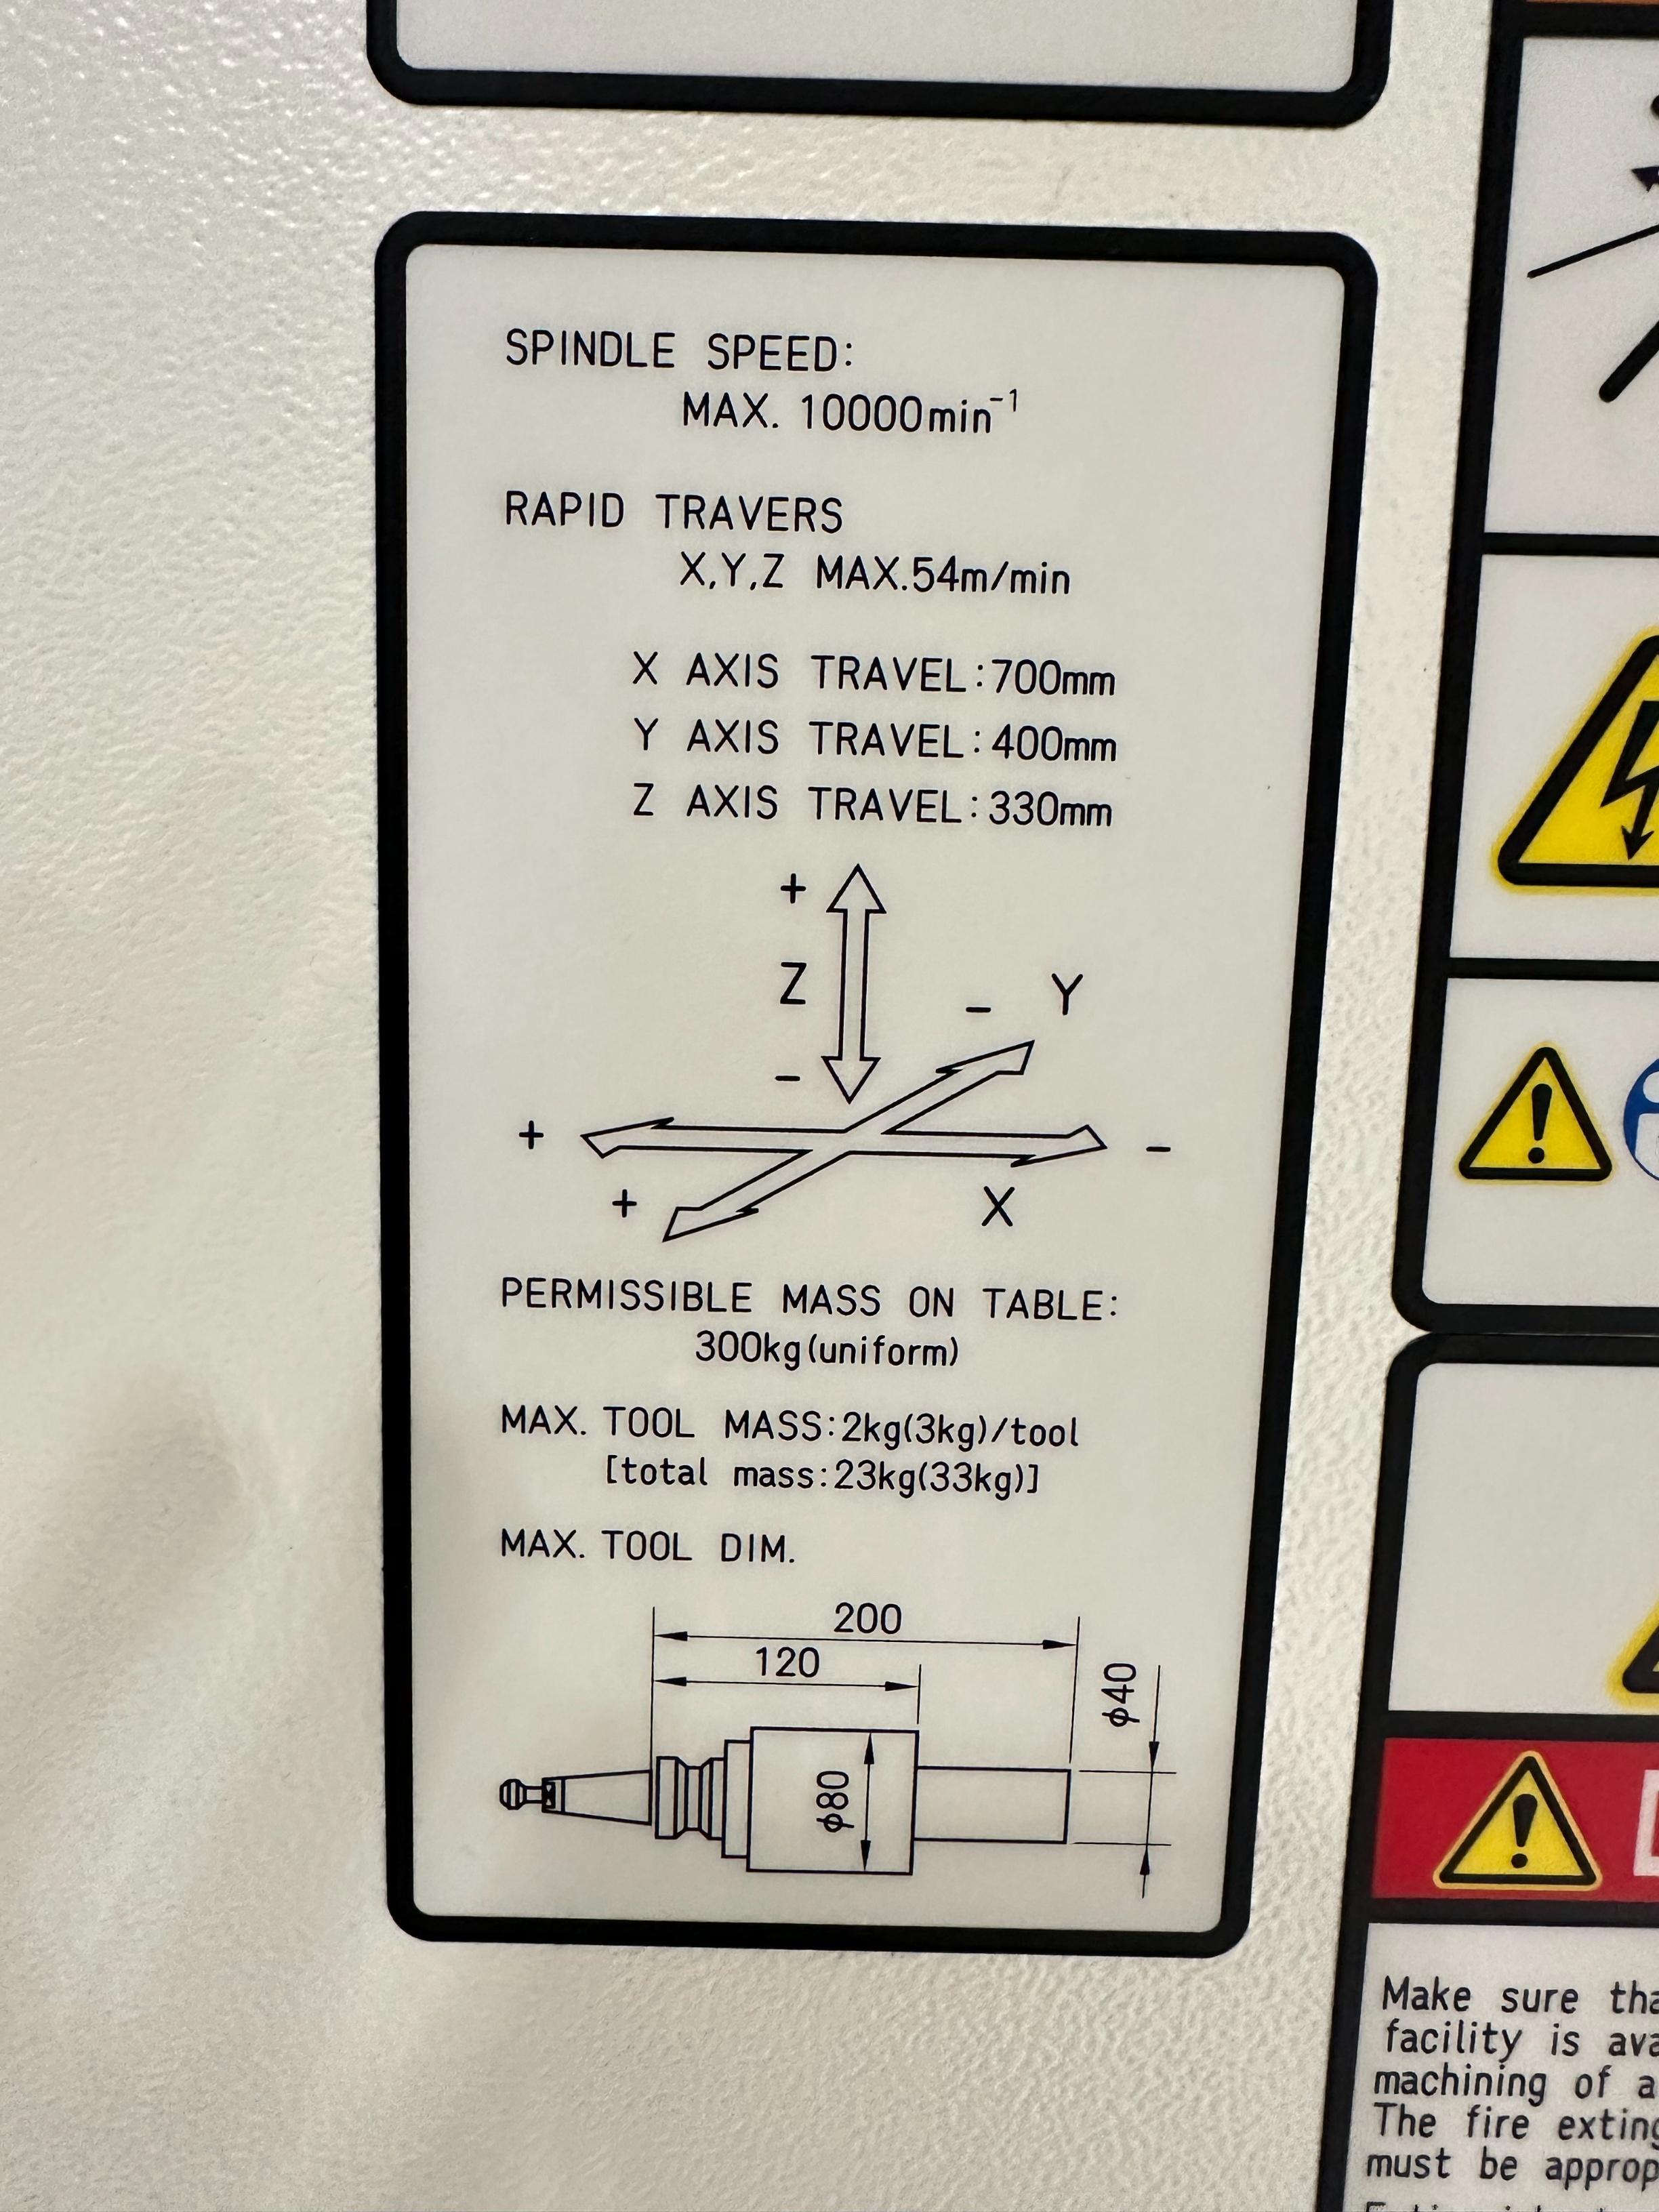 SPINDLE SPEED:
MAX. 10000min⁻¹
RAPID TRAVERS
X,Y,Z MAX.54m/min
X AXIS TRAVEL:700mm
Y AXIS TRAVEL:400mm
Z AXIS TRAVEL:330mm
+
Z
- Y
-
+ -
+ X
PERMISSIBLE MASS ON TABLE:
300kg(uniform)
MAX. TOOL MASS:2kg(3kg)/tool
[total mass:23kg(33kg)]
MAX. TOOL DIM.
200
120
ϕ40
ϕ80
Make sure
facility is
machining of
The fire
must be